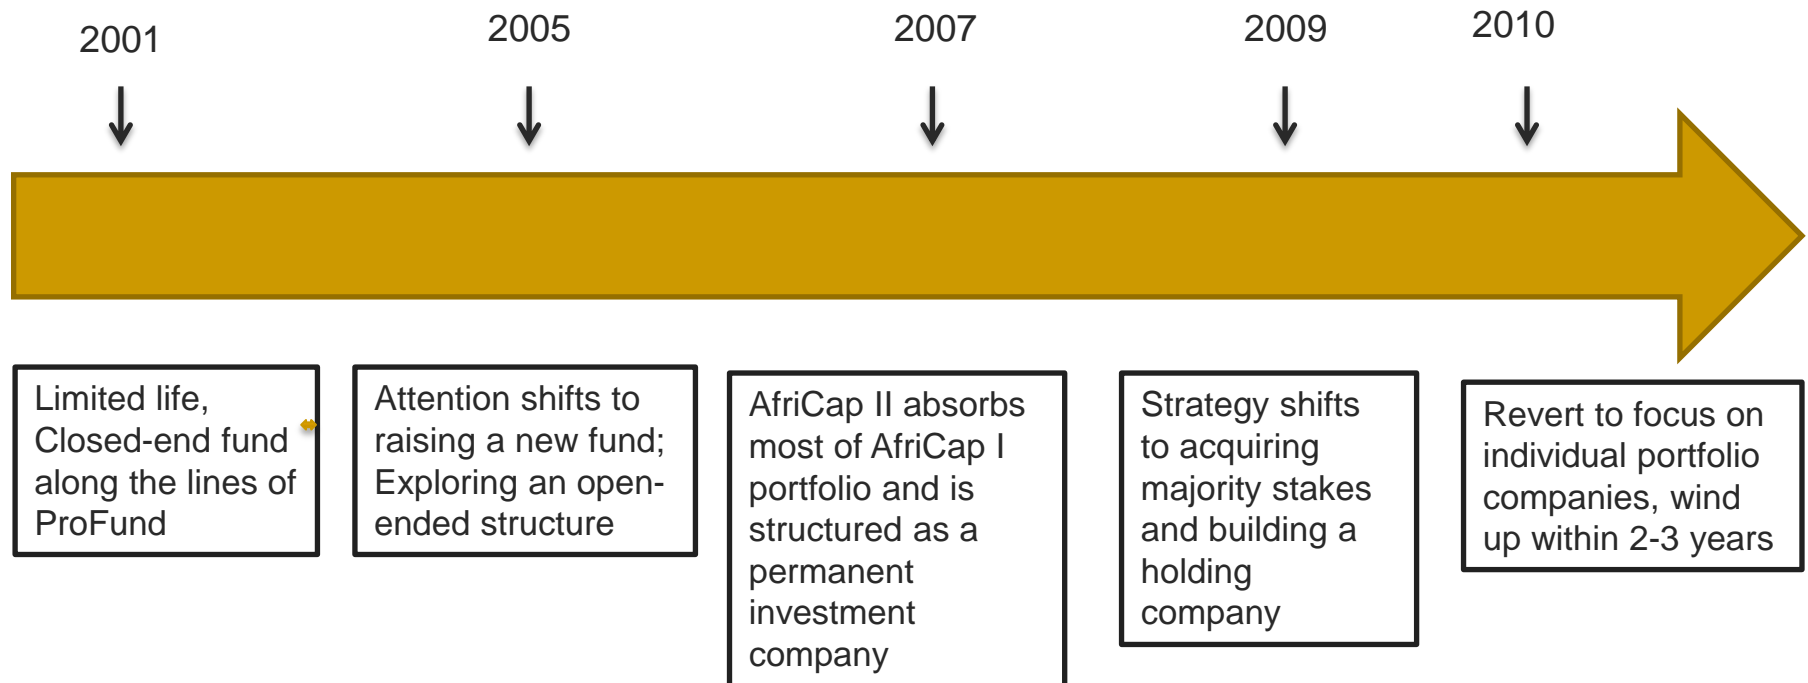 2001
2005
2007
2009
2010
Limited life,
Closed-end fund
along the lines of
ProFund
Attention shifts to
raising a new fund;
Exploring an open-
ended structure
AfriCap II absorbs
most of AfriCap I
portfolio and is
structured as a
permanent
investment
company
Strategy shifts
to acquiring
majority stakes
and building a
holding
company
Revert to focus on
individual portfolio
companies, wind
up within 2-3 years